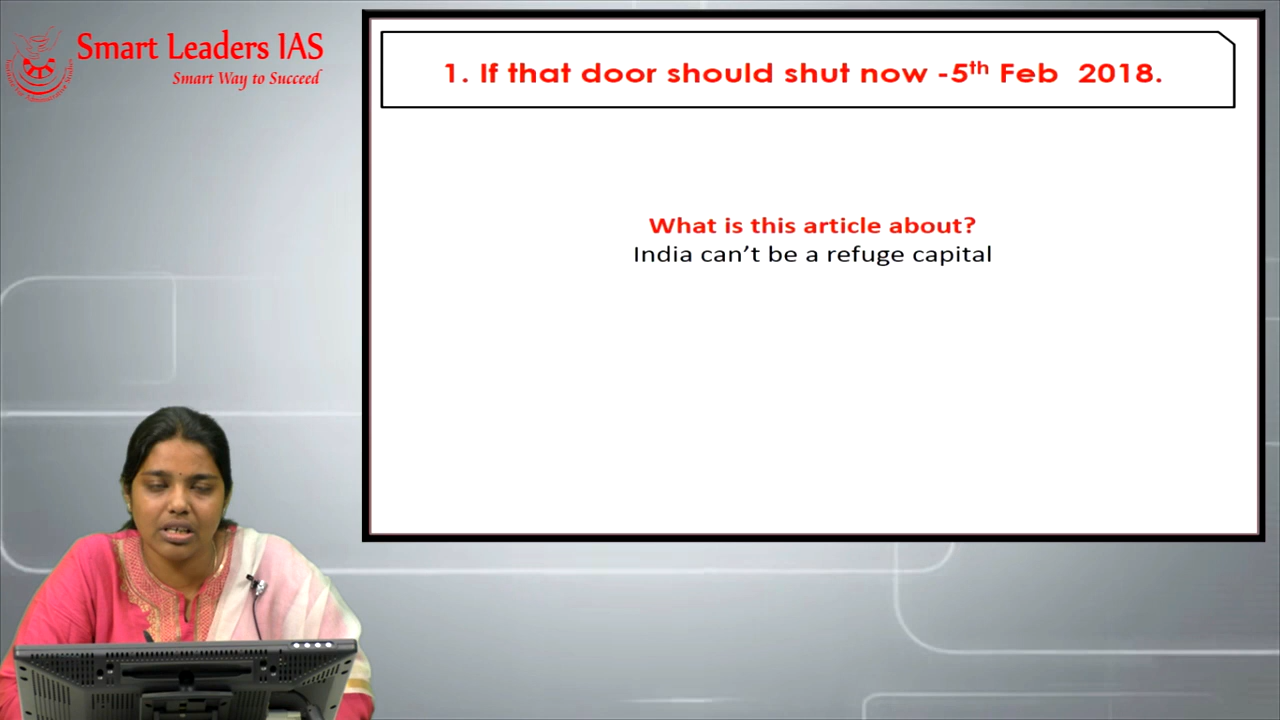 Smart Leaders IAS
Smart Way to Succeed
1. If that door should shut now -5th Feb 2018.
What is this article about?
India can’t be a refuge capital